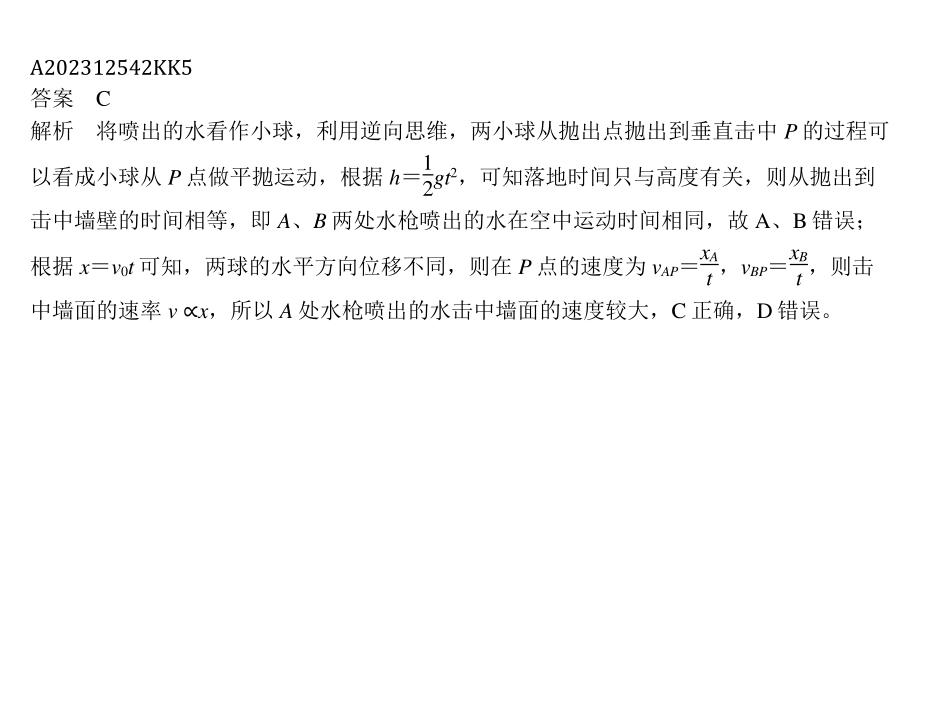 A202312542KK5
答案　C
解析　将喷出的水看作小球，利用逆向思维，两小球从抛出点抛出到垂直击中 P 的过程可
以看成小球从 P 点做平抛运动，根据 h＝\frac{1}{2}gt²，可知落地时间只与高度有关，则从抛出到
击中墙壁的时间相等，即 A、B 两处水枪喷出的水在空中运动时间相同，故 A、B 错误；
根据 x＝v₀t 可知，两球的水平方向位移不同，则在 P 点的速度为 v_{AP}＝\frac{x_A}{t}，v_{BP}＝\frac{x_B}{t}，则击
中墙面的速率 v ∝x，所以 A 处水枪喷出的水击中墙面的速度较大，C 正确，D 错误。